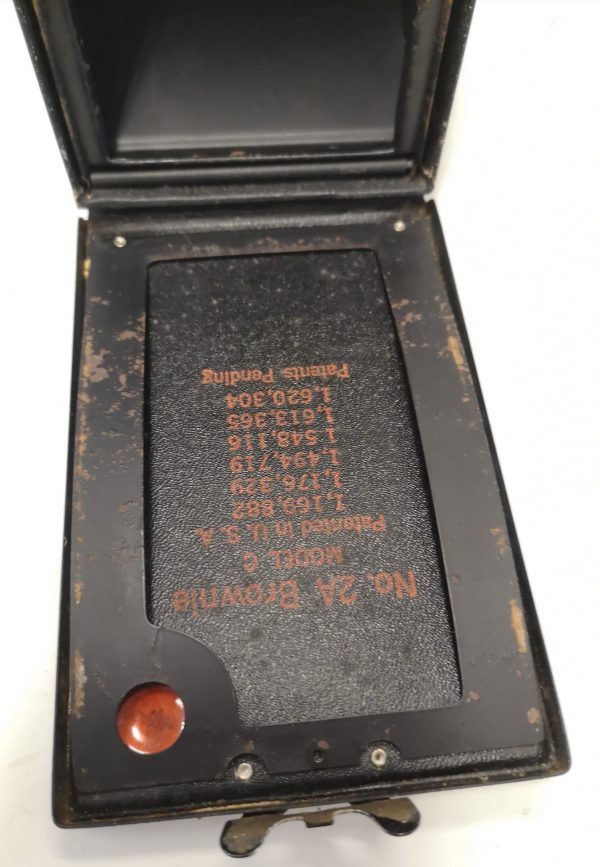 No. 2A Brownie
MODEL C
Patented in U. S. A.
1,169,882
1,176,329
1,494,719
1,548,116
1,613,365
1,620,304
Patents Pending